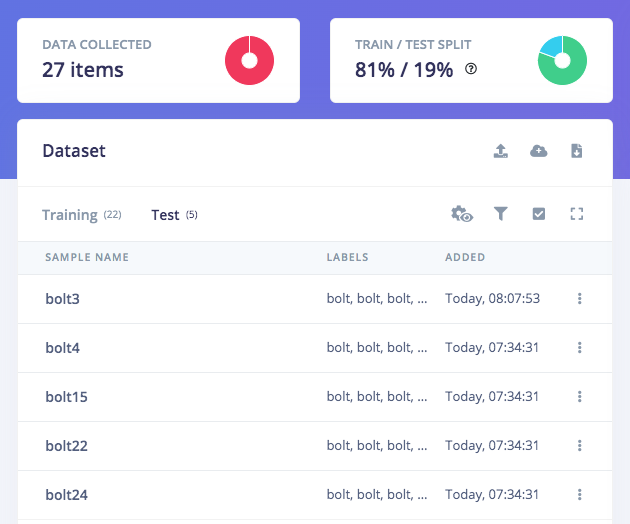 DATA COLLECTED
27 items
TRAIN / TEST SPLIT
81% / 19%
Dataset
Training (22) Test (5)
SAMPLE NAME LABELS ADDED
bolt3 bolt, bolt, bolt, ... Today, 08:07:53
bolt4 bolt, bolt, bolt, ... Today, 07:34:31
bolt15 bolt, bolt, bolt, ... Today, 07:34:31
bolt22 bolt, bolt, bolt, ... Today, 07:34:31
bolt24 bolt, bolt, bolt, ... Today, 07:34:31